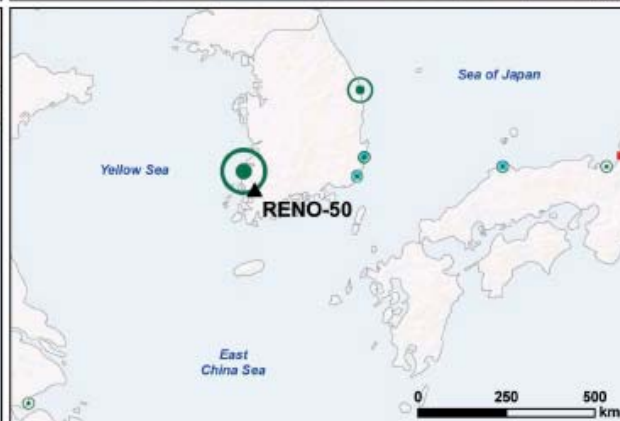 Sea of Japan
Yellow Sea
RENO-50
East
China Sea
0 250 500
km